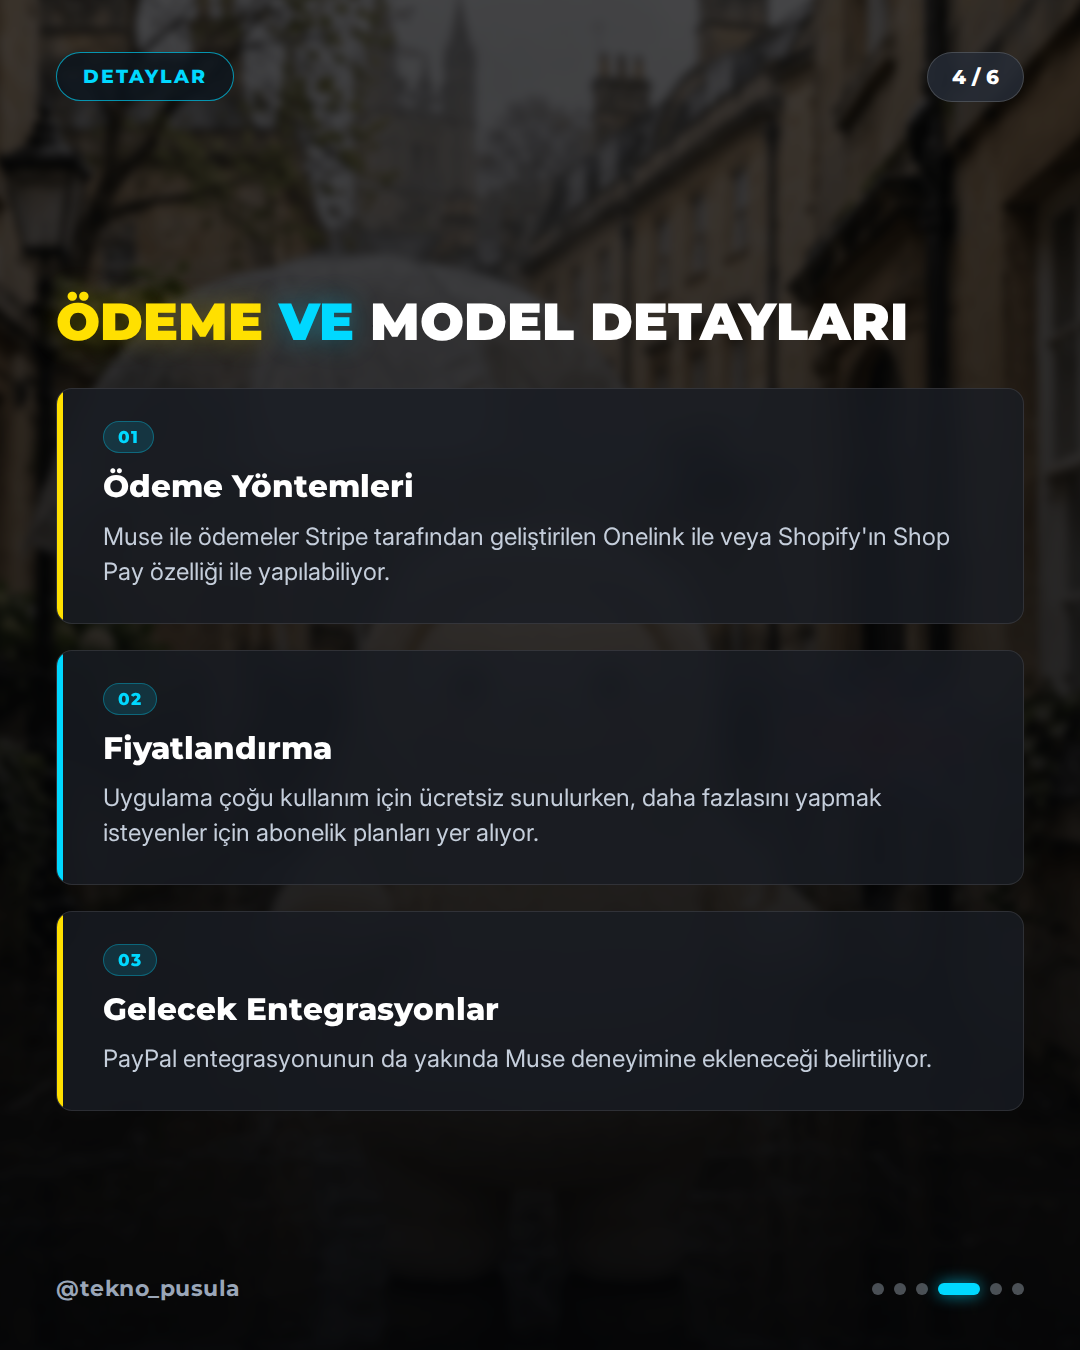 DETAYLAR
4 / 6
ÖDEME VE MODEL DETAYLARI
01
Ödeme Yöntemleri
Muse ile ödemeler Stripe tarafından geliştirilen Onelink ile veya Shopify'ın Shop
Pay özelliği ile yapılabiliyor.
02
Fiyatlandırma
Uygulama çoğu kullanım için ücretsiz sunulurken, daha fazlasını yapmak
isteyenler için abonelik planları yer alıyor.
03
Gelecek Entegrasyonlar
PayPal entegrasyonunun da yakında Muse deneyimine ekleneceği belirtiliyor.
@tekno_pusula